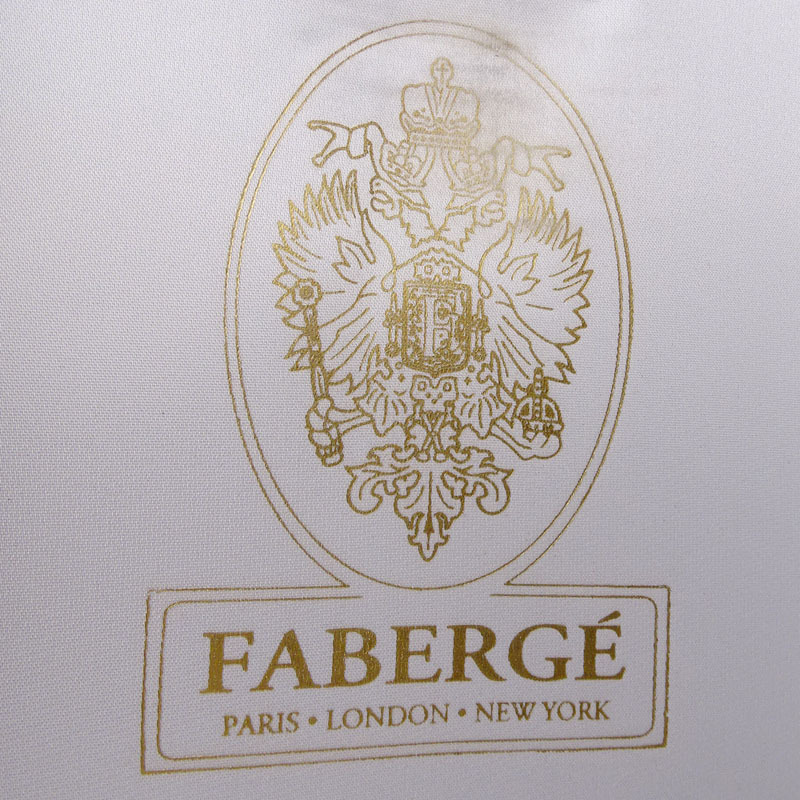 F
FABERGÉ
PARIS • LONDON • NEW YORK